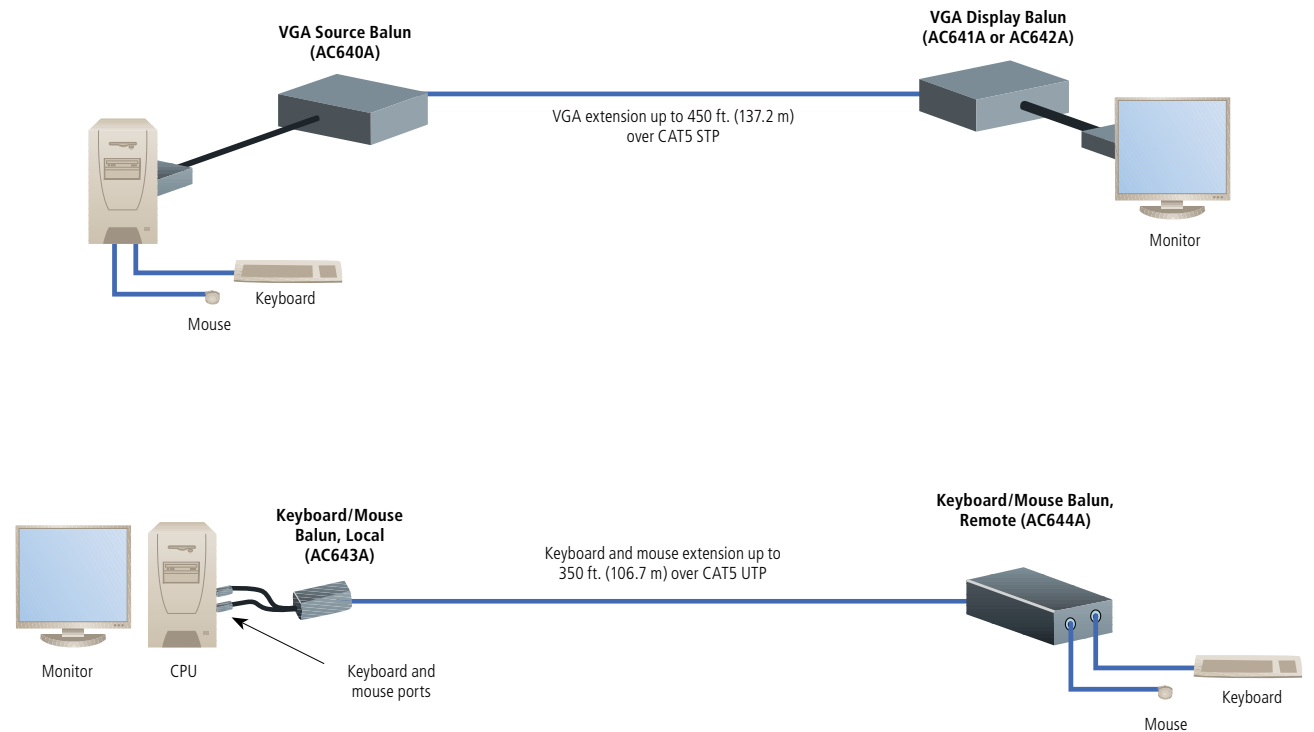 VGA Source Balun
(AC640A)
VGA Display Balun
(AC641A or AC642A)
VGA extension up to 450 ft. (137.2 m)
over CAT5 STP
Monitor
Keyboard
Mouse
Keyboard/Mouse
Balun, Local
(AC643A)
Keyboard/Mouse Balun,
Remote (AC644A)
Keyboard and mouse extension up to
350 ft. (106.7 m) over CAT5 UTP
Monitor
CPU
Keyboard and
mouse ports
Keyboard
Mouse